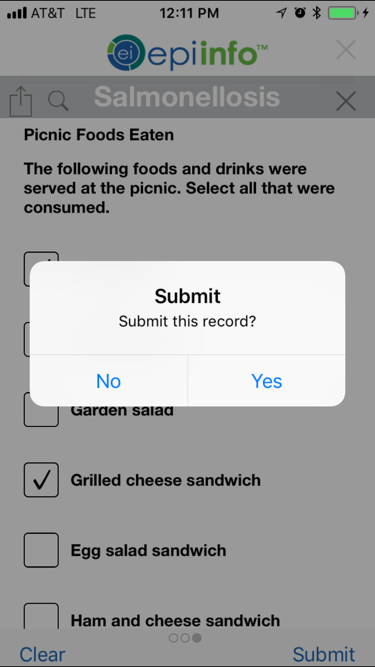 AT&T LTE 12:11 PM
ei epiinfo™
Salmonellosis
Picnic Foods Eaten
The following foods and drinks were
served at the picnic. Select all that were
consumed.
Submit
Submit this record?
No Yes
Garden salad
Grilled cheese sandwich
Egg salad sandwich
Ham and cheese sandwich
Clear Submit